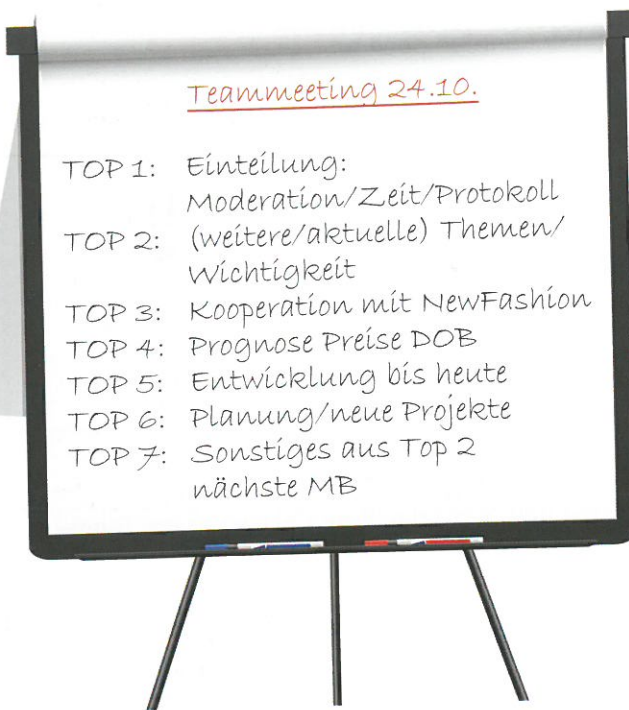 Teammeeting 24.10.
TOP 1: Einteilung:
Moderation/Zeit/Protokoll
TOP 2: (weitere/aktuelle) Themen/
Wichtigkeit
TOP 3: Kooperation mit NewFashion
TOP 4: Prognose Preise DOB
TOP 5: Entwicklung bis heute
TOP 6: Planung/neue Projekte
TOP 7: Sonstiges aus Top 2
nächste MB